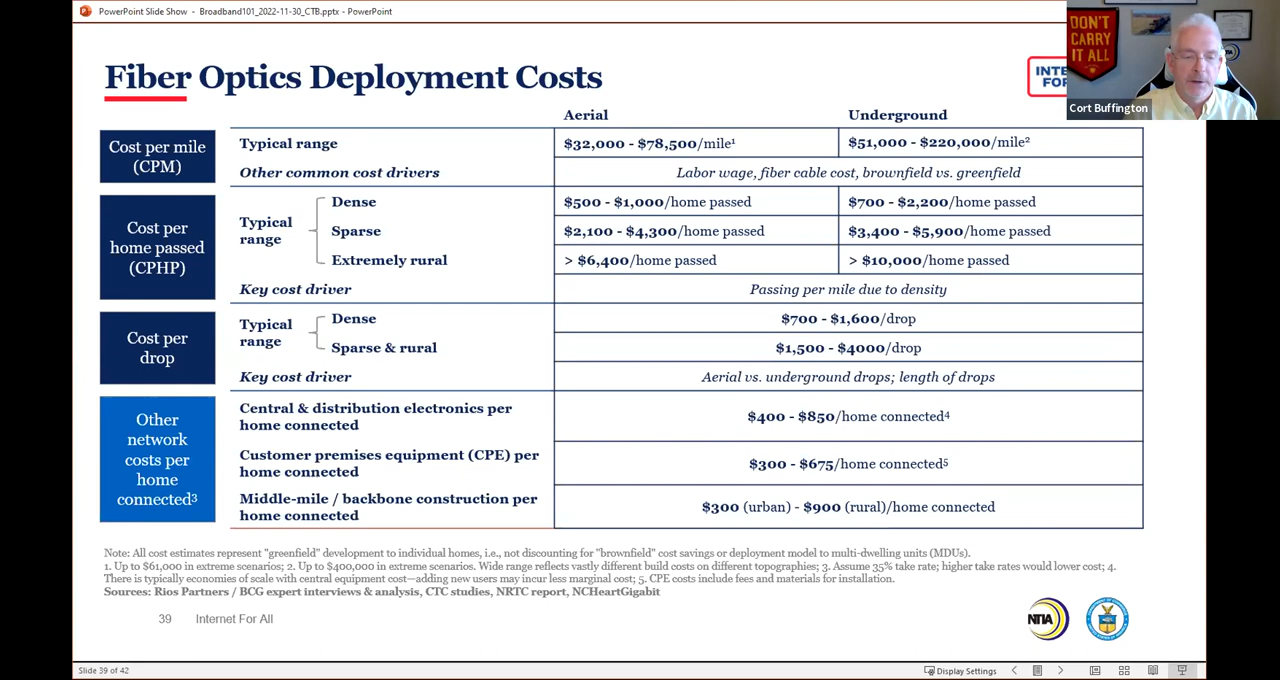 PowerPoint Slide Show - Broadband101_2022-11-30_CTB.pptx - PowerPoint
DON'T
CARRY
IT ALL
Cort Buffington
Fiber Optics Deployment Costs
INTE
FOR
Aerial Underground
Cost per mile
(CPM)
Typical range $32,000 - $78,500/mile¹ $51,000 - $220,000/mile²
Other common cost drivers Labor wage, fiber cable cost, brownfield vs. greenfield
Cost per
home passed
(CPHP)
Typical
range
Dense $500 - $1,000/home passed $700 - $2,200/home passed
Sparse $2,100 - $4,300/home passed $3,400 - $5,900/home passed
Extremely rural > $6,400/home passed > $10,000/home passed
Key cost driver Passing per mile due to density
Cost per
drop
Typical
range
Dense $700 - $1,600/drop
Sparse & rural $1,500 - $4000/drop
Key cost driver Aerial vs. underground drops; length of drops
Other
network
costs per
home
connected³
Central & distribution electronics per
home connected
$400 - $850/home connected⁴
Customer premises equipment (CPE) per
home connected
$300 - $675/home connected⁵
Middle-mile / backbone construction per
home connected
$300 (urban) - $900 (rural)/home connected
Note: All cost estimates represent "greenfield" development to individual homes, i.e., not discounting for "brownfield" cost savings or deployment model to multi-dwelling units (MDUs).
1. Up to $61,000 in extreme scenarios; 2. Up to $400,000 in extreme scenarios. Wide range reflects vastly different build costs on different topographies; 3. Assume 35% take rate; higher take rates would lower cost; 4.
There is typically economies of scale with central equipment cost—adding new users may incur less marginal cost; 5. CPE costs include fees and materials for installation.
Sources: Rios Partners / BCG expert interviews & analysis, CTC studies, NRTC report, NCHeartGigabit
39 Internet For All
NTIA
Slide 39 of 42
Display Settings